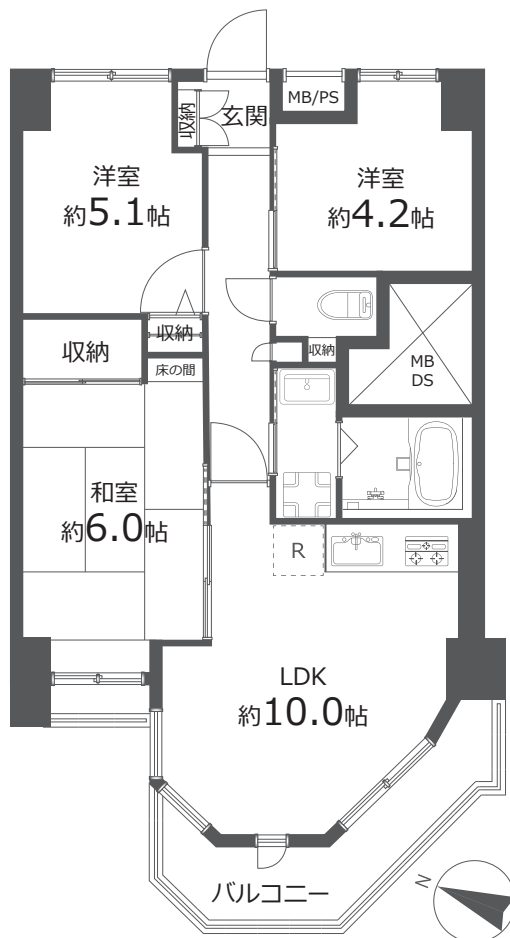 収納
玄関
MB/PS
洋室
約5.1帖
洋室
約4.2帖
収納
収納
収納
床の間
MB
DS
和室
約6.0帖
R
LDK
約10.0帖
バルコニー
N